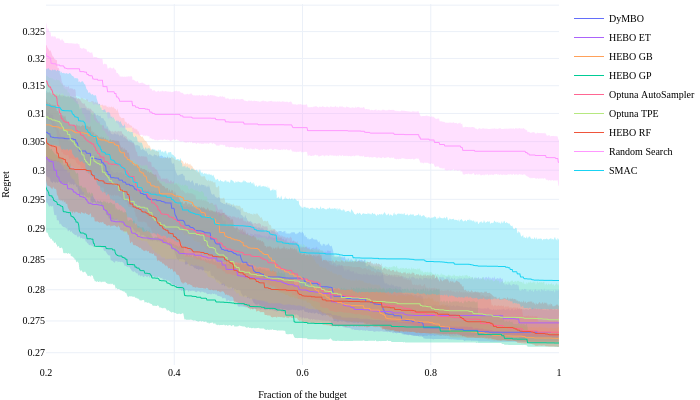 0.325
0.32
0.315
0.31
0.305
0.3
0.295
0.29
0.285
0.28
0.275
0.27
Regret
0.2
0.4
0.6
0.8
1
Fraction of the budget
DyMBO
HEBO ET
HEBO GB
HEBO GP
Optuna AutoSampler
Optuna TPE
HEBO RF
Random Search
SMAC